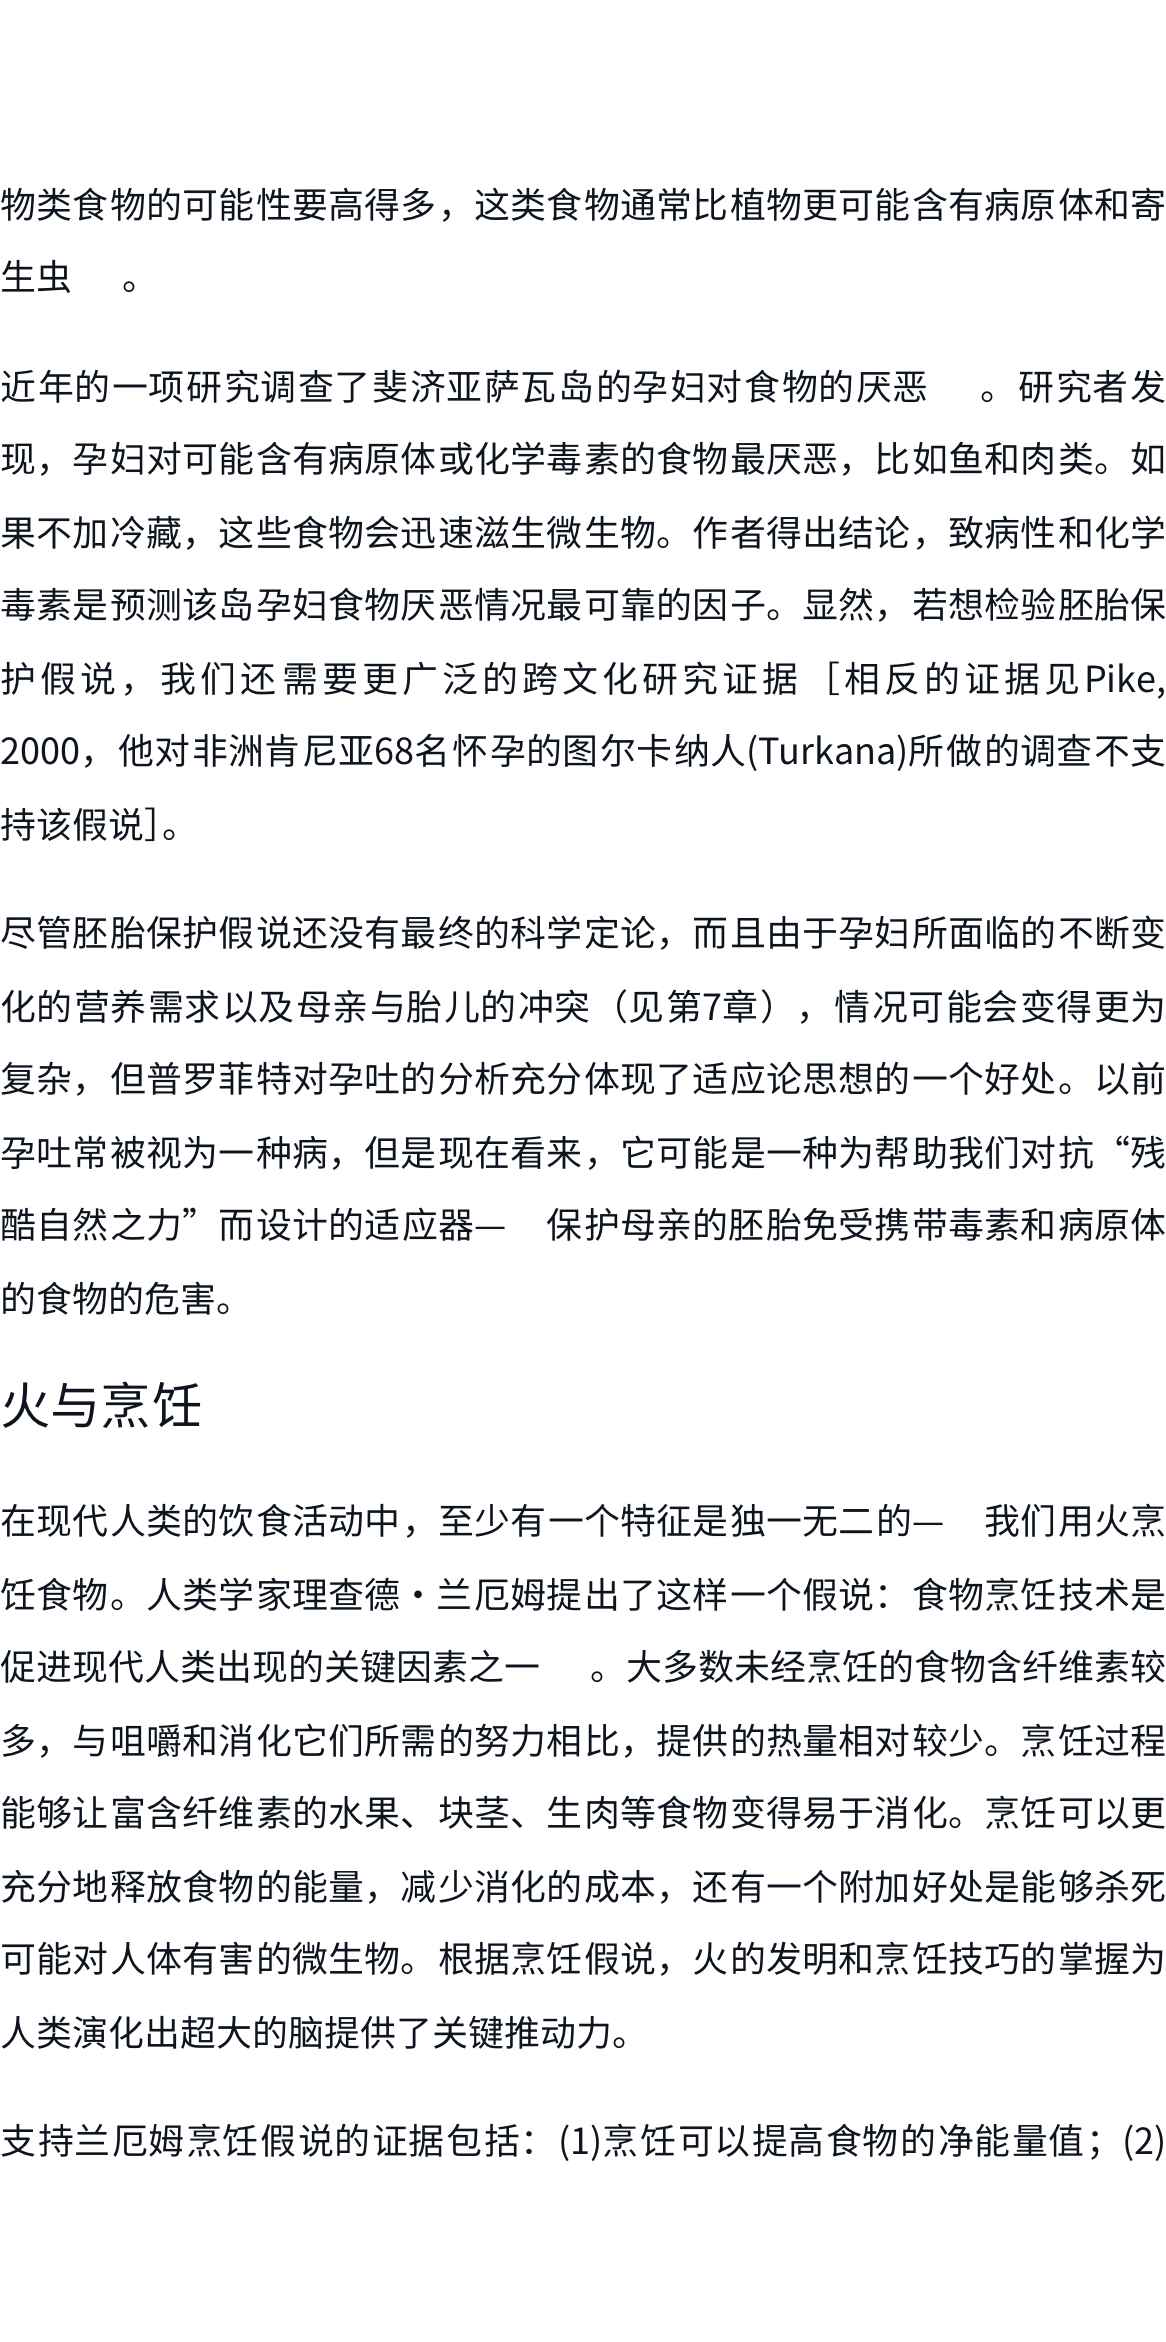 物类食物的可能性要高得多，这类食物通常比植物更可能含有病原体和寄
生虫　。
近年的一项研究调查了斐济亚萨瓦岛的孕妇对食物的厌恶　。研究者发
现，孕妇对可能含有病原体或化学毒素的食物最厌恶，比如鱼和肉类。如
果不加冷藏，这些食物会迅速滋生微生物。作者得出结论，致病性和化学
毒素是预测该岛孕妇食物厌恶情况最可靠的因子。显然，若想检验胚胎保
护假说，我们还需要更广泛的跨文化研究证据［相反的证据见Pike,
2000，他对非洲肯尼亚68名怀孕的图尔卡纳人(Turkana)所做的调查不支
持该假说］。
尽管胚胎保护假说还没有最终的科学定论，而且由于孕妇所面临的不断变
化的营养需求以及母亲与胎儿的冲突（见第7章），情况可能会变得更为
复杂，但普罗菲特对孕吐的分析充分体现了适应论思想的一个好处。以前
孕吐常被视为一种病，但是现在看来，它可能是一种为帮助我们对抗“残
酷自然之力”而设计的适应器—　保护母亲的胚胎免受携带毒素和病原体
的食物的危害。
火与烹饪
在现代人类的饮食活动中，至少有一个特征是独一无二的—　我们用火烹
饪食物。人类学家理查德·兰厄姆提出了这样一个假说：食物烹饪技术是
促进现代人类出现的关键因素之一　。大多数未经烹饪的食物含纤维素较
多，与咀嚼和消化它们所需的努力相比，提供的热量相对较少。烹饪过程
能够让富含纤维素的水果、块茎、生肉等食物变得易于消化。烹饪可以更
充分地释放食物的能量，减少消化的成本，还有一个附加好处是能够杀死
可能对人体有害的微生物。根据烹饪假说，火的发明和烹饪技巧的掌握为
人类演化出超大的脑提供了关键推动力。
支持兰厄姆烹饪假说的证据包括：(1)烹饪可以提高食物的净能量值；(2)